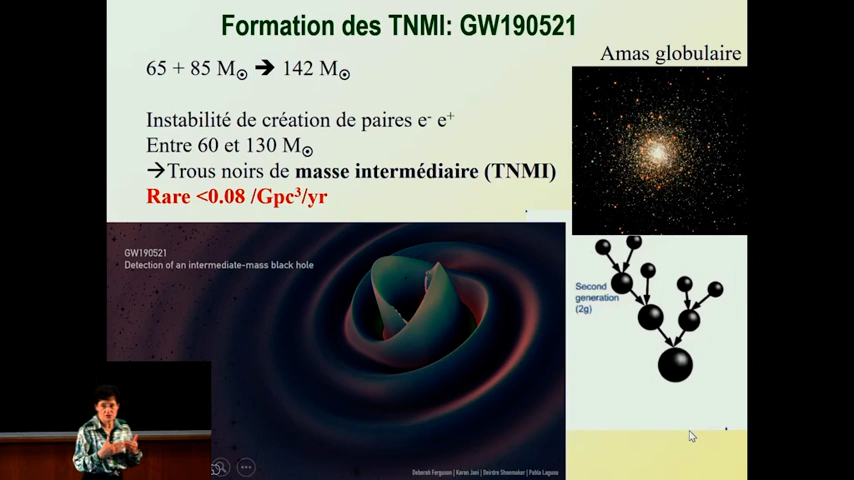 Formation des TNMI: GW190521
Amas globulaire
65 + 85 M☉ ➔ 142 M☉
Instabilité de création de paires e⁻ e⁺
Entre 60 et 130 M☉
→Trous noirs de masse intermédiaire (TNMI)
Rare <0.08 /Gpc³/yr
GW190521
Detection of an intermediate-mass black hole
Second
generation
(2g)
Deborah Ferguson | Karan Jani | Deirdre Shoemaker | Pablo Laguna